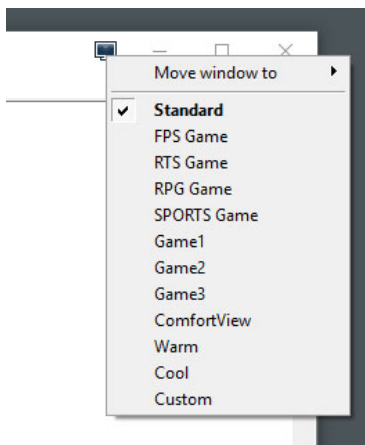 Move window to
Standard
FPS Game
RTS Game
RPG Game
SPORTS Game
Game1
Game2
Game3
ComfortView
Warm
Cool
Custom